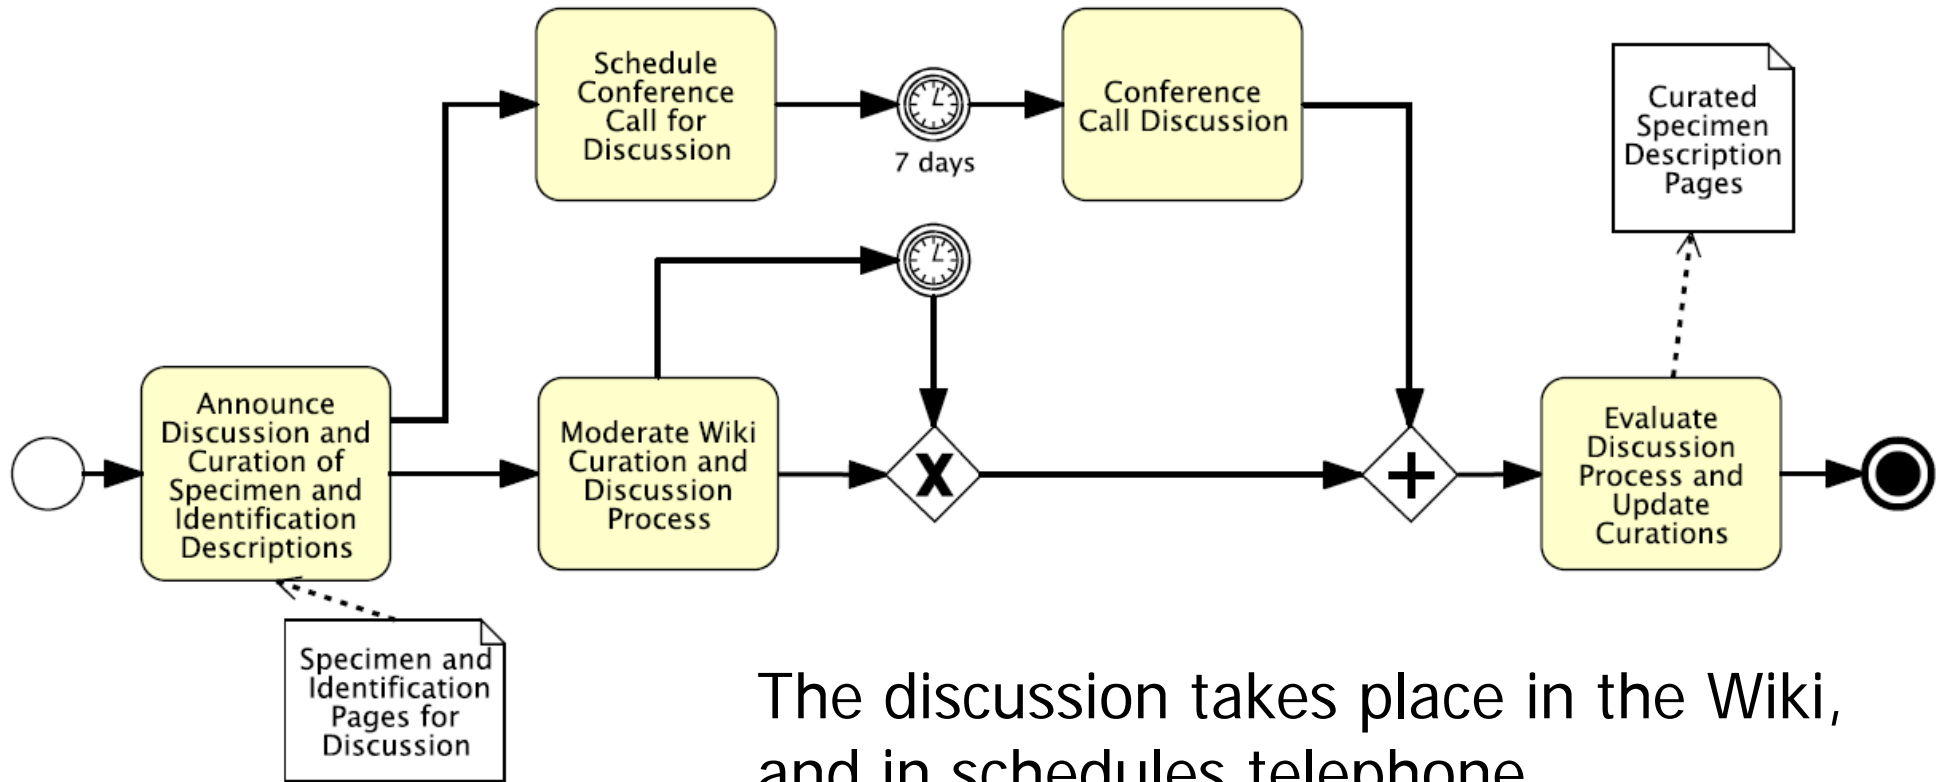 Schedule
Conference
Call for
Discussion
7 days
Conference
Call Discussion
Curated
Specimen
Description
Pages
Announce
Discussion and
Curation of
Specimen and
Identification
Descriptions
Moderate Wiki
Curation and
Discussion
Process
X
+
Evaluate
Discussion
Process and
Update
Curations
Specimen and
Identification
Pages for
Discussion
The discussion takes place in the Wiki,
and in schedules telephone